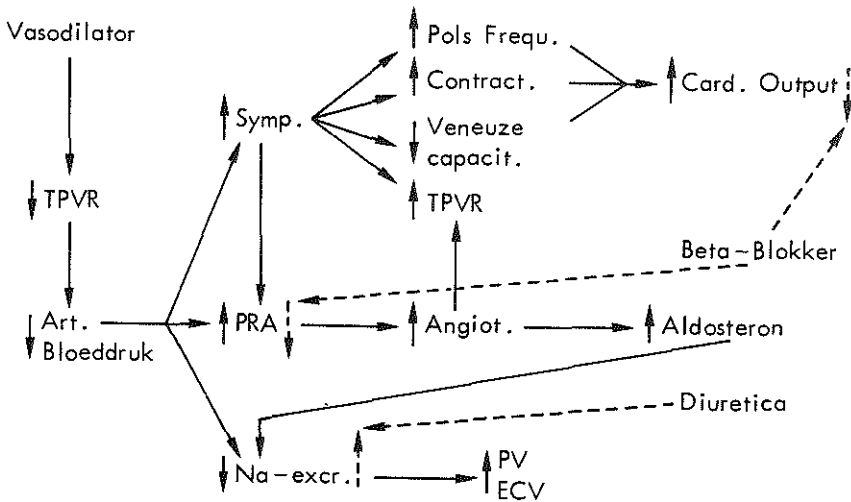 Vasodilator
Pols Frequ.
Contract.
Card. Output
Symp.
Veneuze
capacit.
TPVR
TPVR
Beta-Blokker
Art.
Bloeddruk
PRA
Angiot.
Aldosteron
Diuretica
Na-excr.
PV
ECV